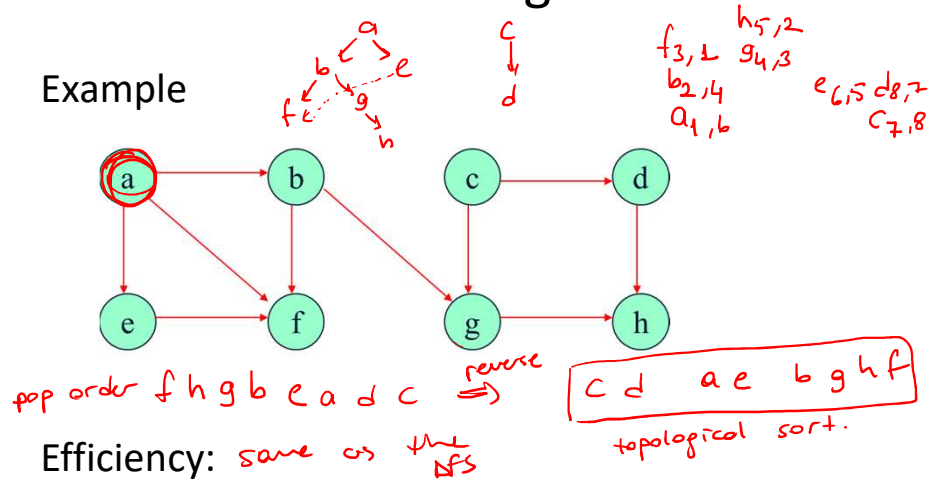 Example
a
b e
f g
h
c
d
h5,2
f3,1 g4,3
b2,4 e6,5 d8,7
a1,6 c7,8
a b c d
e f g h
pop order f h g b e a d c reverse ⇒ c d a e b g h f
topological sort.
Efficiency: same as the DFS